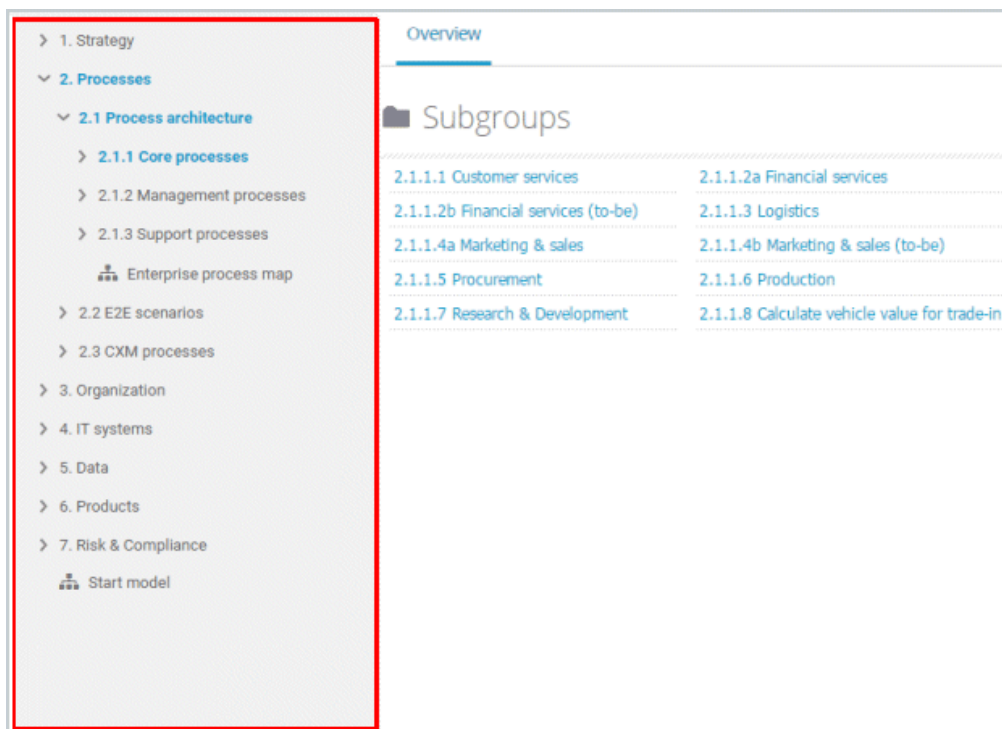 1. Strategy
2. Processes
2.1 Process architecture
2.1.1 Core processes
2.1.2 Management processes
2.1.3 Support processes
Enterprise process map
2.2 E2E scenarios
2.3 CXM processes
3. Organization
4. IT systems
5. Data
6. Products
7. Risk & Compliance
Start model
Overview
Subgroups
2.1.1.1 Customer services
2.1.1.2a Financial services
2.1.1.2b Financial services (to-be)
2.1.1.3 Logistics
2.1.1.4a Marketing & sales
2.1.1.4b Marketing & sales (to-be)
2.1.1.5 Procurement
2.1.1.6 Production
2.1.1.7 Research & Development
2.1.1.8 Calculate vehicle value for trade-in